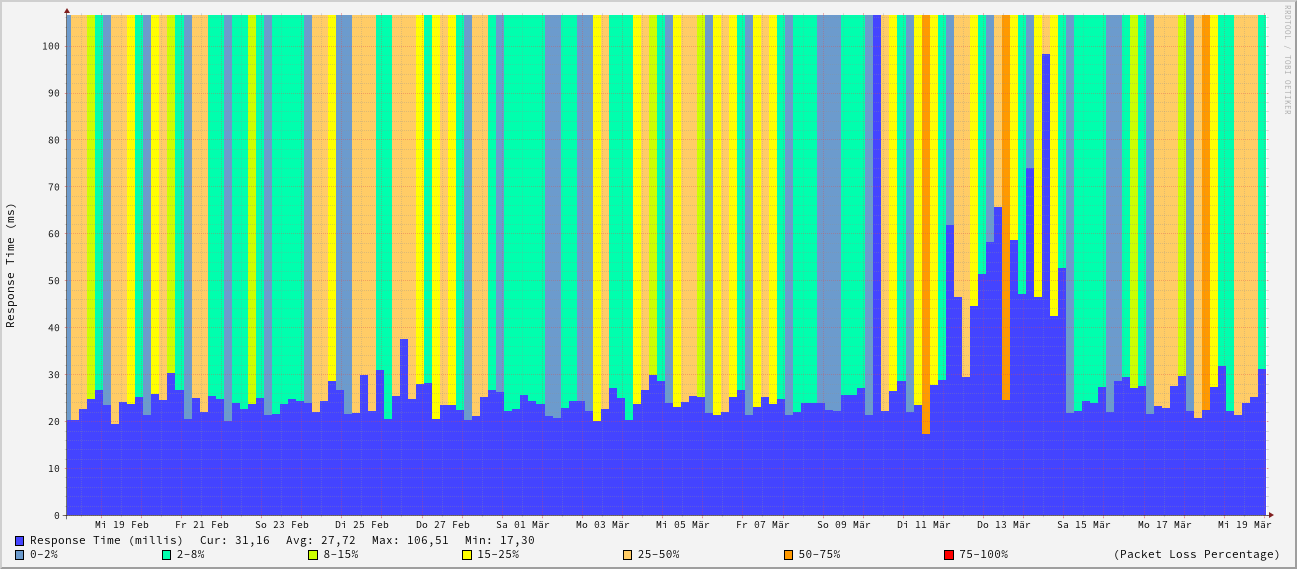 RRDTOOL / TOBI OETIKER
Response Time (ms)
100
90
80
70
60
50
40
30
20
10
0
Mi 19 Feb Fr 21 Feb So 23 Feb Di 25 Feb Do 27 Feb Sa 01 Mär Mo 03 Mär Mi 05 Mär Fr 07 Mär So 09 Mär Di 11 Mär Do 13 Mär Sa 15 Mär Mo 17 Mär Mi 19 Mär
Response Time (millis) Cur: 31,16 Avg: 27,72 Max: 106,51 Min: 17,30
0-2% 2-8% 8-15% 15-25% 25-50% 50-75% 75-100% (Packet Loss Percentage)